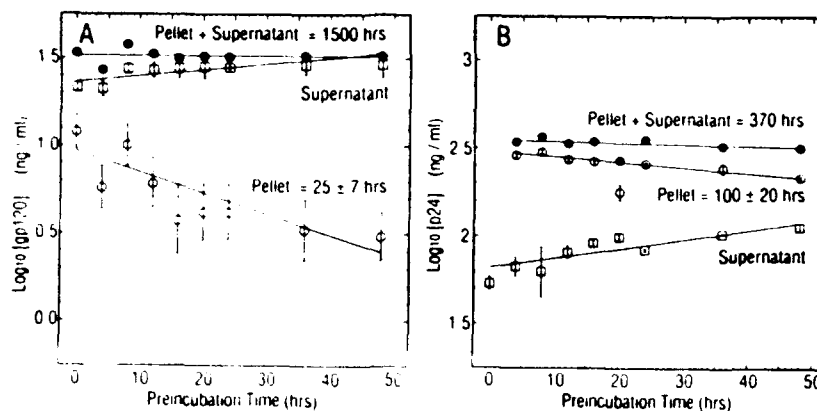 A
Pellet + Supernatant = 1500 hrs
Supernatant
Pellet = 25 ± 7 hrs
Log10 [gp120] (ng / ml)
1.5
1.0
0.5
0.0
0 10 20 30 40 50
Preincubation Time (hrs)
B
Pellet + Supernatant = 370 hrs
Pellet = 100 ± 20 hrs
Supernatant
Log10 [p24] (ng / ml)
3
2.5
2
1.5
0 10 20 30 40 50
Preincubation Time (hrs)